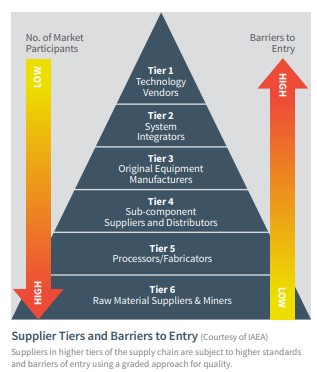 No. of Market
Participants
Barriers to
Entry
LOW
HIGH
Tier 1
Technology
Vendors
Tier 2
System
Integrators
Tier 3
Original Equipment
Manufacturers
Tier 4
Sub-component
Suppliers and Distributors
Tier 5
Processors/Fabricators
Tier 6
Raw Material Suppliers & Miners
HIGH
LOW
Supplier Tiers and Barriers to Entry (Courtesy of IAEA)
Suppliers in higher tiers of the supply chain are subject to higher standards
and barriers of entry using a graded approach for quality.